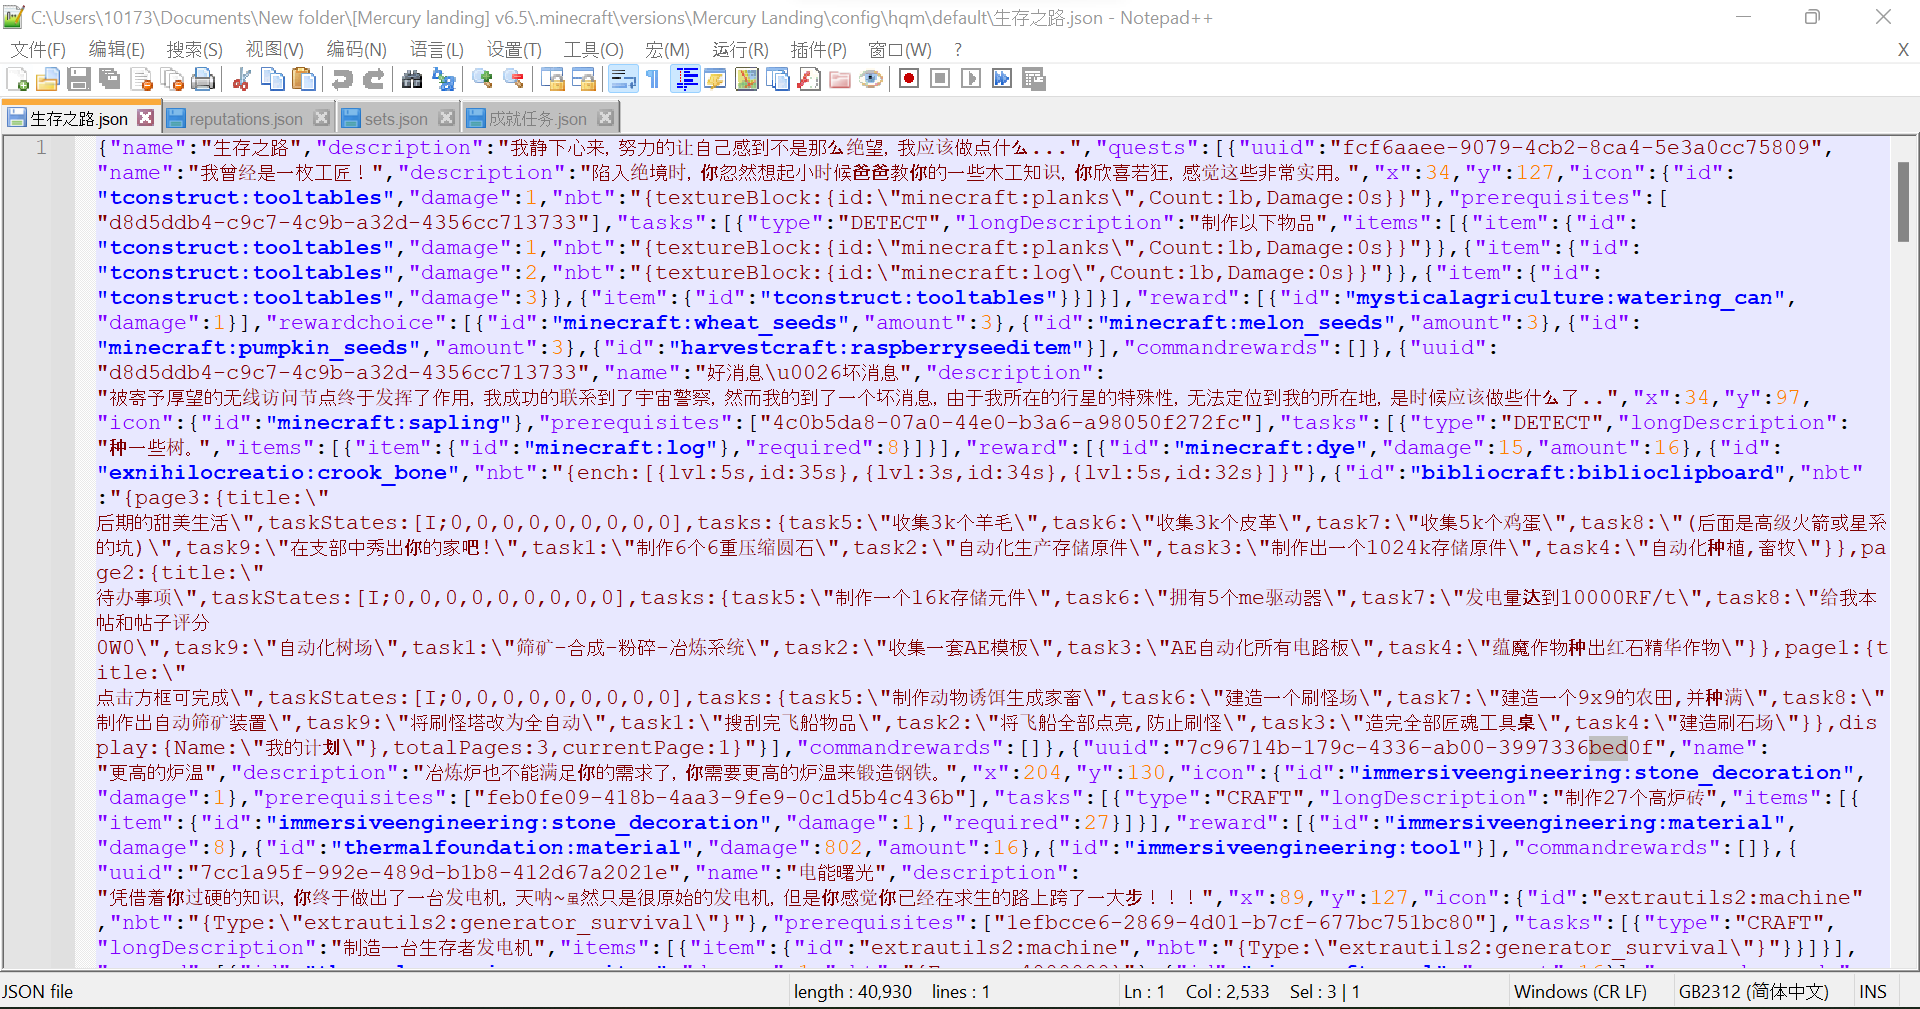 C:\Users\10173\Documents\New folder\[Mercury landing] v6.5\.minecraft\versions\Mercury Landing\config\hqm\default\生存之路.json - Notepad++
文件(F) 编辑(E) 搜索(S) 视图(V) 编码(N) 语言(L) 设置(T) 工具(O) 宏(M) 运行(R) 插件(P) 窗口(W) ? X
生存之路.json reputations.json sets.json 成就任务.json
1 {"name":"生存之路","description":"我静下心来, 努力的让自己感到不是那么绝望, 我应该做点什么...","quests":[{"uuid":"fcf6aaee-9079-4cb2-8ca4-5e3a0cc75809",
"name":"我曾经是一枚工匠！","description":"陷入绝境时, 你忽然想起小时候爸爸教你的一些木工知识, 你欣喜若狂, 感觉这些非常实用。","x":34,"y":127,"icon":{"id":
"tconstruct:tooltables","damage":1,"nbt":"{textureBlock:{id:\"minecraft:planks\",Count:1b,Damage:0s}}"},"prerequisites":[
"d8d5ddb4-c9c7-4c9b-a32d-4356cc713733"],"tasks":[{"type":"DETECT","longDescription":"制作以下物品","items":[{"item":{"id":
"tconstruct:tooltables","damage":1,"nbt":"{textureBlock:{id:\"minecraft:planks\",Count:1b,Damage:0s}}"}},{"item":{"id":
"tconstruct:tooltables","damage":2,"nbt":"{textureBlock:{id:\"minecraft:log\",Count:1b,Damage:0s}}"}},{"item":{"id":
"tconstruct:tooltables","damage":3}},{"item":{"id":"tconstruct:tooltables"}}]}],"reward":[{"id":"mysticalagriculture:watering_can",
"damage":1}],"rewardchoice":[{"id":"minecraft:wheat_seeds","amount":3},{"id":"minecraft:melon_seeds","amount":3},{"id":
"minecraft:pumpkin_seeds","amount":3},{"id":"harvestcraft:raspberryseeditem"}],"commandrewards":[]},{"uuid":
"d8d5ddb4-c9c7-4c9b-a32d-4356cc713733","name":"好消息\u0026坏消息","description":
"被寄予厚望的无线访问节点终于发挥了作用, 我成功的联系到了宇宙警察, 然而我的到了一个坏消息, 由于我所在的行星的特殊性, 无法定位到我的所在地, 是时候应该做些什么了..","x":34,"y":97,
"icon":{"id":"minecraft:sapling"},"prerequisites":["4c0b5da8-07a0-44e0-b3a6-a98050f272fc"],"tasks":[{"type":"DETECT","longDescription":
"种一些树。","items":[{"item":{"id":"minecraft:log"},"required":8}]}],"reward":[{"id":"minecraft:dye","damage":15,"amount":16},{"id":
"exnihilocreatio:crook_bone","nbt":"{ench:[{lvl:5s,id:35s},{lvl:3s,id:34s},{lvl:5s,id:32s}]}"},{"id":"bibliocraft:biblioclipboard","nbt"
:"{page3:{title:\"
后期的甜美生活\",taskStates:[I;0,0,0,0,0,0,0,0,0],tasks:{task5:\"收集3k个羊毛\",task6:\"收集3k个皮革\",task7:\"收集5k个鸡蛋\",task8:\"(后面是高级火箭或星系
的坑)\",task9:\"在支部中秀出你的家吧!\",task1:\"制作6个6重压缩圆石\",task2:\"自动化生产存储原件\",task3:\"制作出一个1024k存储原件\",task4:\"自动化种植,畜牧\"}},pa
ge2:{title:\"
待办事项\",taskStates:[I;0,0,0,0,0,0,0,0,0],tasks:{task5:\"制作一个16k存储元件\",task6:\"拥有5个me驱动器\",task7:\"发电量达到10000RF/t\",task8:\"给我本
帖和帖子评分
OWO\",task9:\"自动化树场\",task1:\"筛矿-合成-粉碎-冶炼系统\",task2:\"收集一套AE模板\",task3:\"AE自动化所有电路板\",task4:\"蕴魔作物种出红石精华作物\"}},page1:{t
itle:\"
点击方框可完成\",taskStates:[I;0,0,0,0,0,0,0,0,0],tasks:{task5:\"制作动物诱饵生成家畜\",task6:\"建造一个刷怪场\",task7:\"建造一个9x9的农田,并种满\",task8:\"
制作出自动筛矿装置\",task9:\"将刷怪塔改为全自动\",task1:\"搜刮完飞船物品\",task2:\"将飞船全部点亮,防止刷怪\",task3:\"造完全部匠魂工具桌\",task4:\"建造刷石场\"}},dis
play:{Name:\"我的计划\"},totalPages:3,currentPage:1}"}],"commandrewards":[]},{"uuid":"7c96714b-179c-4336-ab00-3997336bed0f","name":
"更高的炉温","description":"冶炼炉也不能满足你的需求了, 你需要更高的炉温来锻造钢铁。","x":204,"y":130,"icon":{"id":"immersiveengineering:stone_decoration",
"damage":1},"prerequisites":["feb0fe09-418b-4aa3-9fe9-0c1d5b4c436b"],"tasks":[{"type":"CRAFT","longDescription":"制作27个高炉砖","items":[{
"item":{"id":"immersiveengineering:stone_decoration","damage":1},"required":27}]}],"reward":[{"id":"immersiveengineering:material",
"damage":8},{"id":"thermalfoundation:material","damage":802,"amount":16},{"id":"immersiveengineering:tool"}],"commandrewards":[]},{
"uuid":"7cc1a95f-992e-489d-b1b8-412d67a2021e","name":"电能曙光","description":
"凭借着你过硬的知识, 你终于做出了一台发电机, 天呐~虽然只是很原始的发电机, 但是你感觉你已经在求生的路上跨了一大步！！！","x":89,"y":127,"icon":{"id":"extrautils2:machine"
,"nbt":"{Type:\"extrautils2:generator_survival\"}"},"prerequisites":["1efbcce6-2869-4d01-b7cf-677bc751bc80"],"tasks":[{"type":"CRAFT",
"longDescription":"制造一台生存者发电机","items":[{"item":{"id":"extrautils2:machine","nbt":"{Type:\"extrautils2:generator_survival\"}"}}]}],
JSON file length : 40,930 lines : 1 Ln : 1 Col : 2,533 Sel : 3 | 1 Windows (CR LF) GB2312 (简体中文) INS